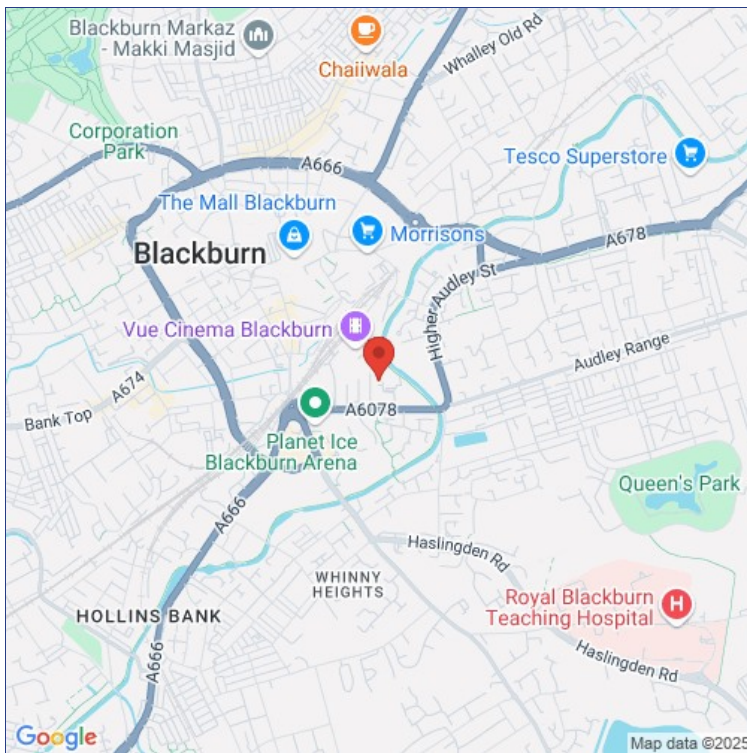 Blackburn Markaz
- Makki Masjid
Chaiiwala
Whalley Old Rd
Corporation
Park
A666
Tesco Superstore
The Mall Blackburn
Morrisons
Blackburn
A678
Higher Audley St
Vue Cinema Blackburn
Audley Range
A674
Bank Top
A6078
Planet Ice
Blackburn Arena
Queen's Park
A666
Haslingden Rd
WHINNY
HEIGHTS
Royal Blackburn
Teaching Hospital
H
HOLLINS BANK
A666
Haslingden Rd
Google
Map data ©2025